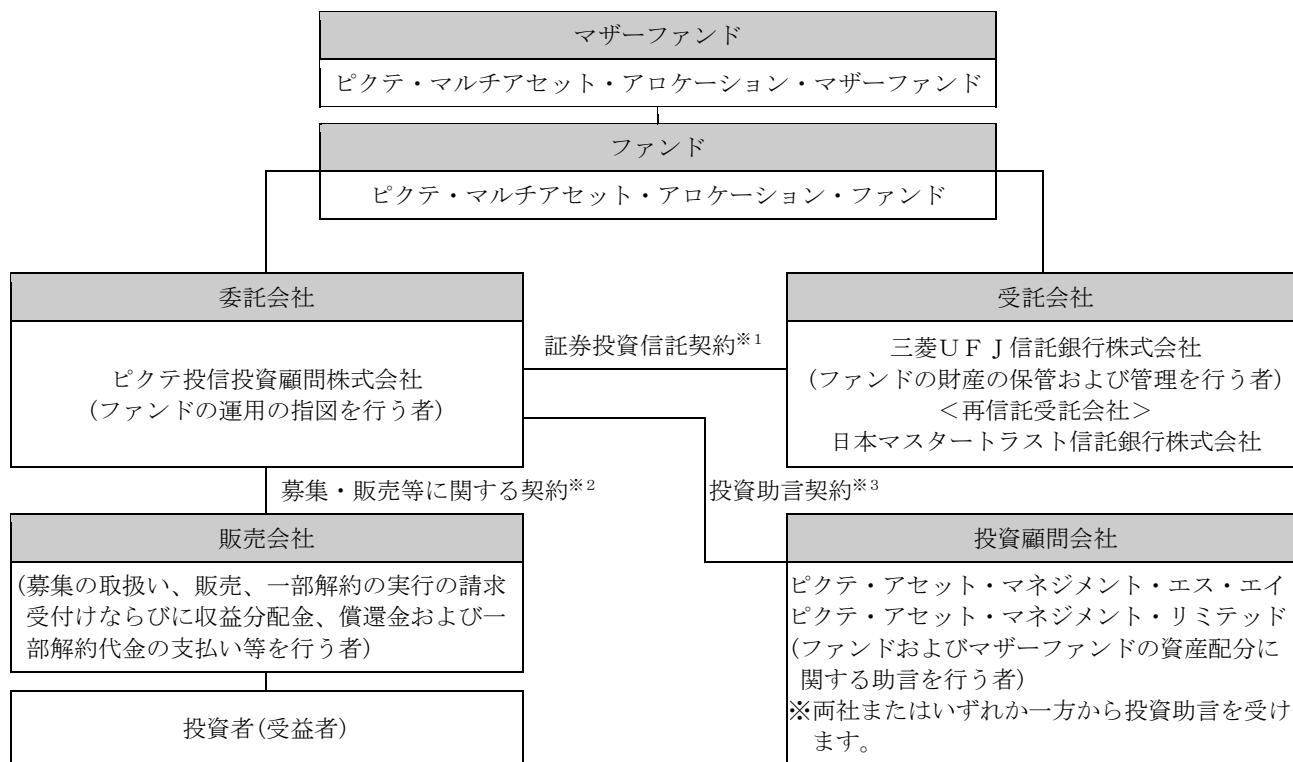 マザーファンド
ピクテ・マルチアセット・アロケーション・マザーファンド
ファンド
ピクテ・マルチアセット・アロケーション・ファンド
委託会社
ピクテ投信投資顧問株式会社
(ファンドの運用の指図を行う者)
証券投資信託契約※1
受託会社
三菱UFJ信託銀行株式会社
(ファンドの財産の保管および管理を行う者)
<再信託受託会社>
日本マスタートラスト信託銀行株式会社
募集・販売等に関する契約※2
投資助言契約※3
販売会社
(募集の取扱い、販売、一部解約の実行の請求
受付けならびに収益分配金、償還金および一
部解約代金の支払い等を行う者)
投資者(受益者)
投資顧問会社
ピクテ・アセット・マネジメント・エス・エイ
ピクテ・アセット・マネジメント・リミテッド
(ファンドおよびマザーファンドの資産配分に
関する助言を行う者)
※両社またはいずれか一方から投資助言を受け
ます。